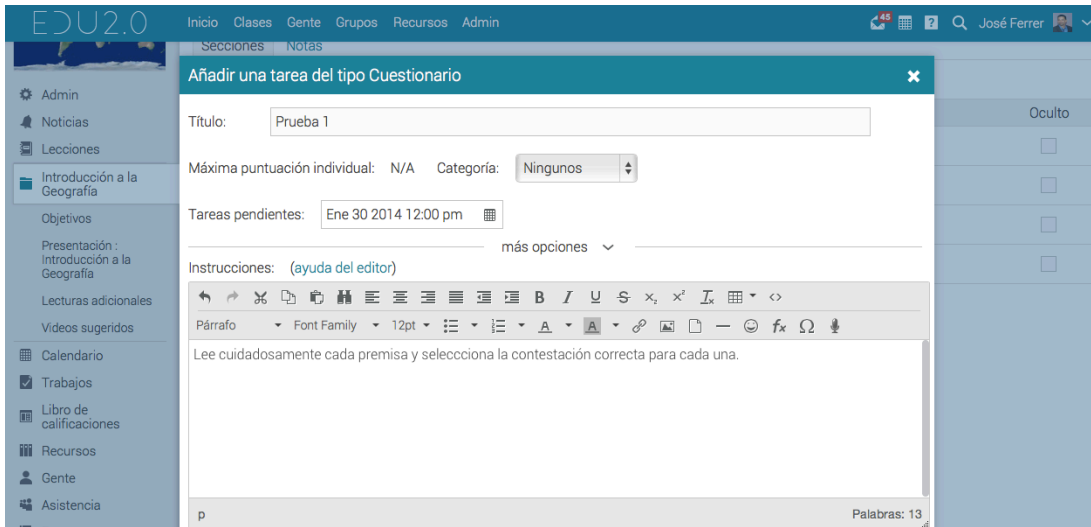 EDU2.0
Inicio Clases Gente Grupos Recursos Admin
45
?
José Ferrer
Secciones Notas
Admin
Noticias
Lecciones
Introducción a la
Geografía
Objetivos
Presentación :
Introducción a la
Geografía
Lecturas adicionales
Videos sugeridos
Calendario
Trabajos
Libro de
calificaciones
Recursos
Gente
Asistencia
Añadir una tarea del tipo Cuestionario
Título: Prueba 1
Máxima puntuación individual: N/A Categoría: Ningunos
Tareas pendientes: Ene 30 2014 12:00 pm
más opciones
Instrucciones: (ayuda del editor)
B I U S x₂ x² Tx <>
Párrafo Font Family 12pt A A fx Ω
Lee cuidadosamente cada premisa y seleccciona la contestación correcta para cada una.
p Palabras: 13
Oculto